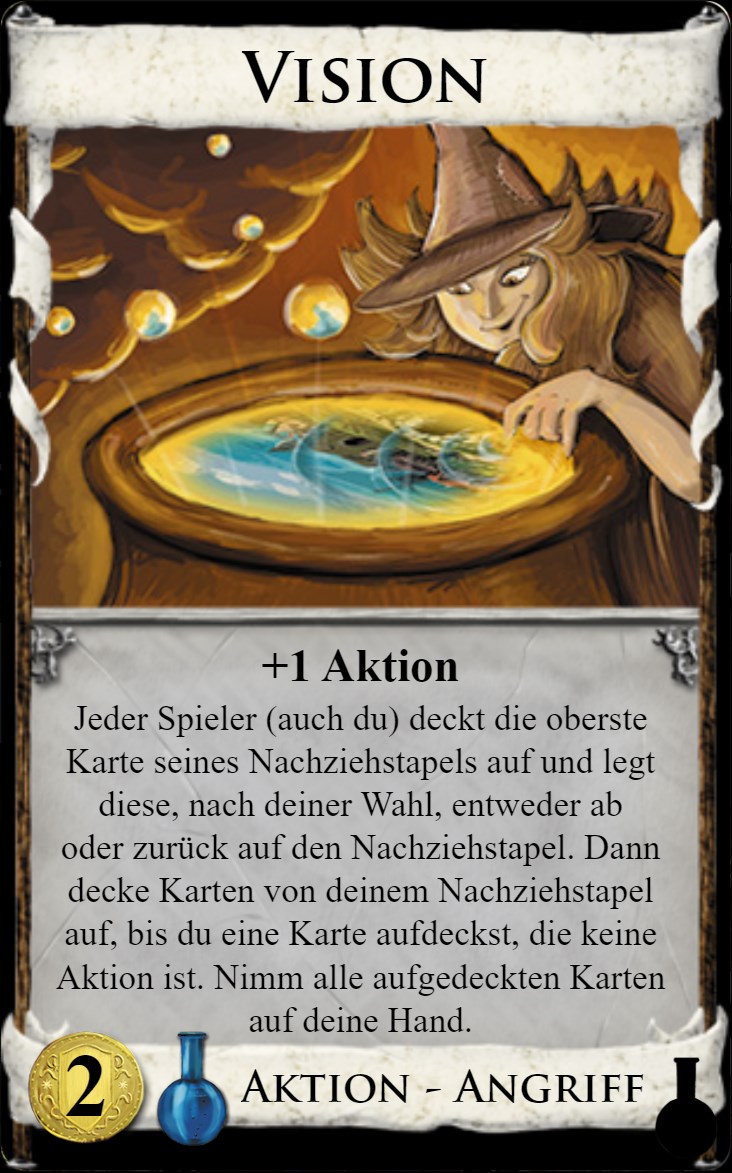 VISION
+1 Aktion
Jeder Spieler (auch du) deckt die oberste
Karte seines Nachziehstapels auf und legt
diese, nach deiner Wahl, entweder ab
oder zurück auf den Nachziehstapel. Dann
decke Karten von deinem Nachziehstapel
auf, bis du eine Karte aufdeckst, die keine
Aktion ist. Nimm alle aufgedeckten Karten
auf deine Hand.
2 AKTION - ANGRIFF